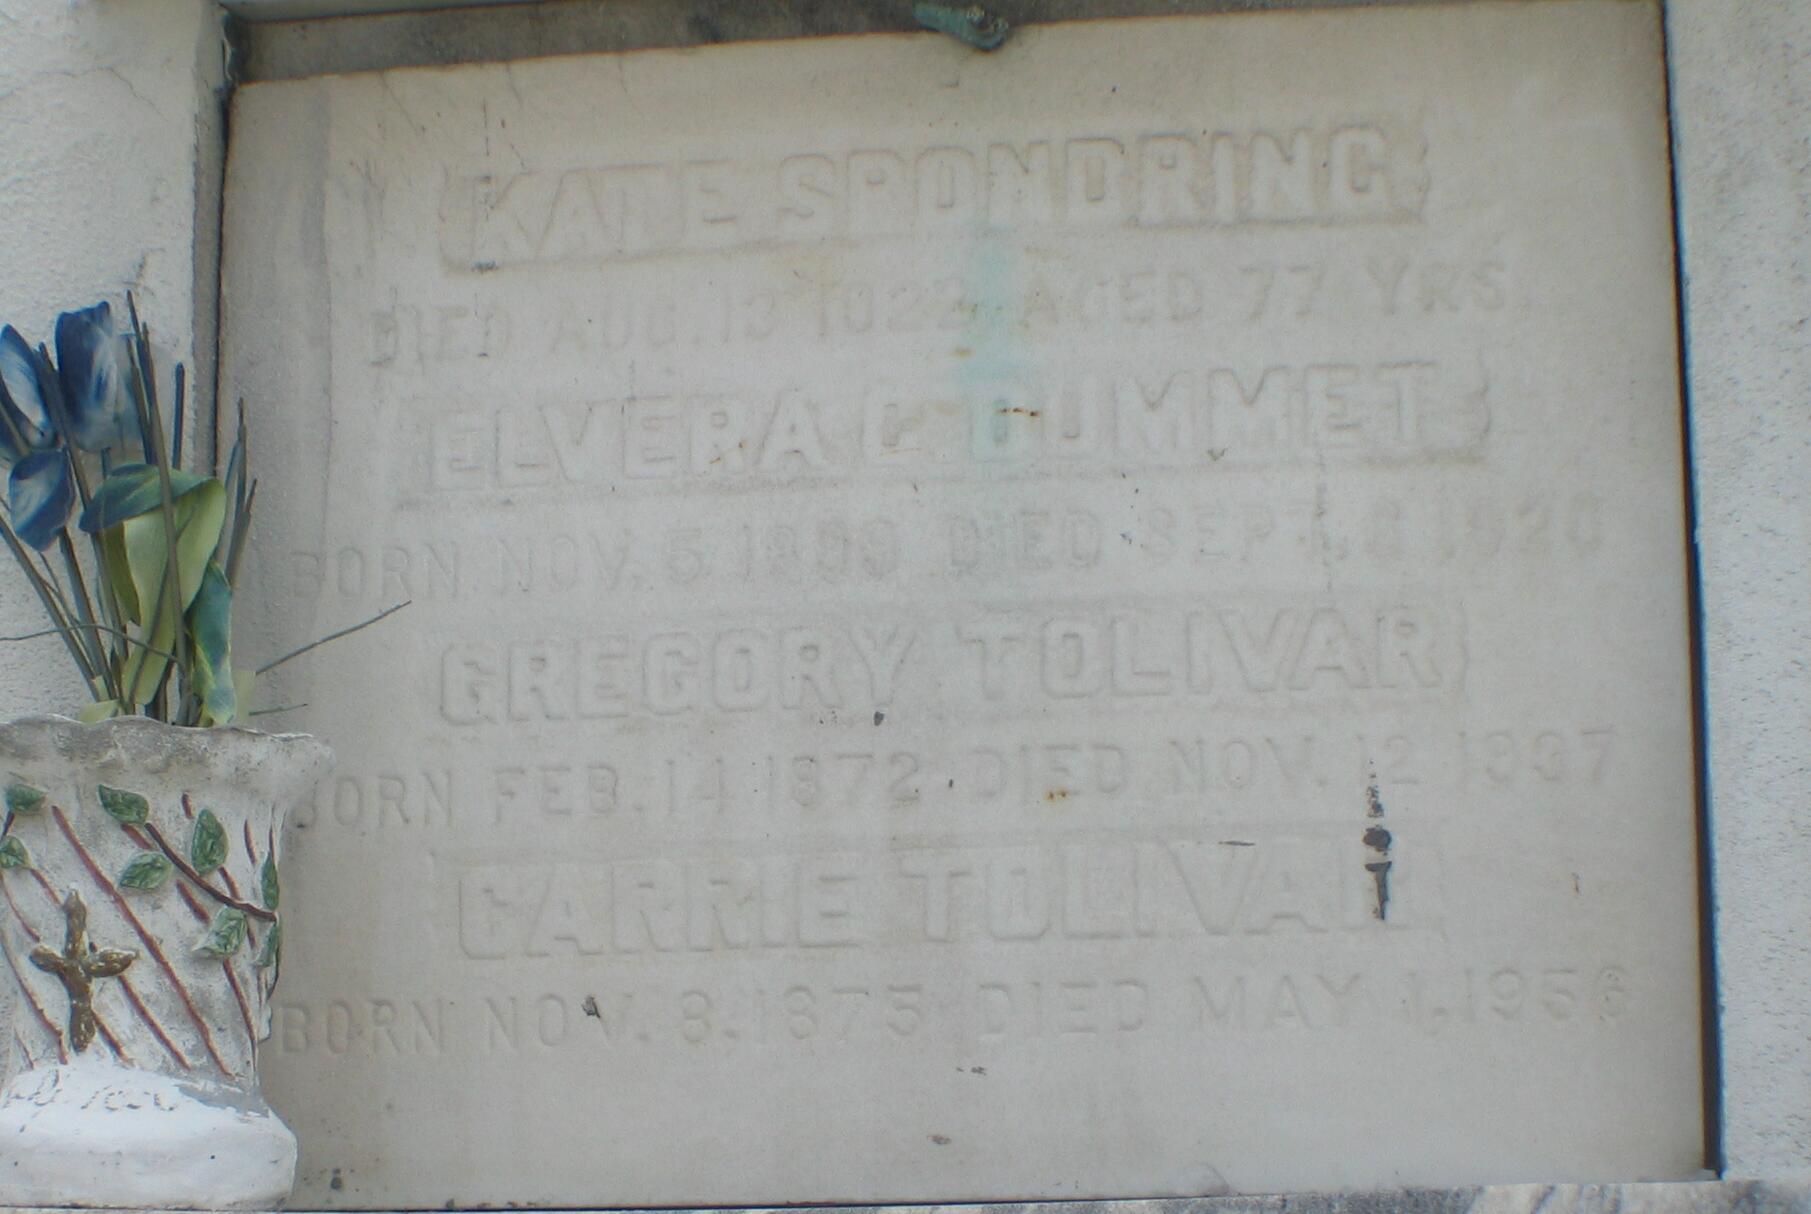 KATE SPONDRING
DIED AUG. 13 1922 AGED 77 YRS
ELVERA C. DUMMET
BORN NOV. 5 1899 DIED SEPT. 1920
GREGORY TOLIVAR
BORN FEB. 14 1872 DIED NOV. 12 1937
CARRIE TOLIVAR
BORN NOV. 8. 1875 DIED MAY 1. 1956